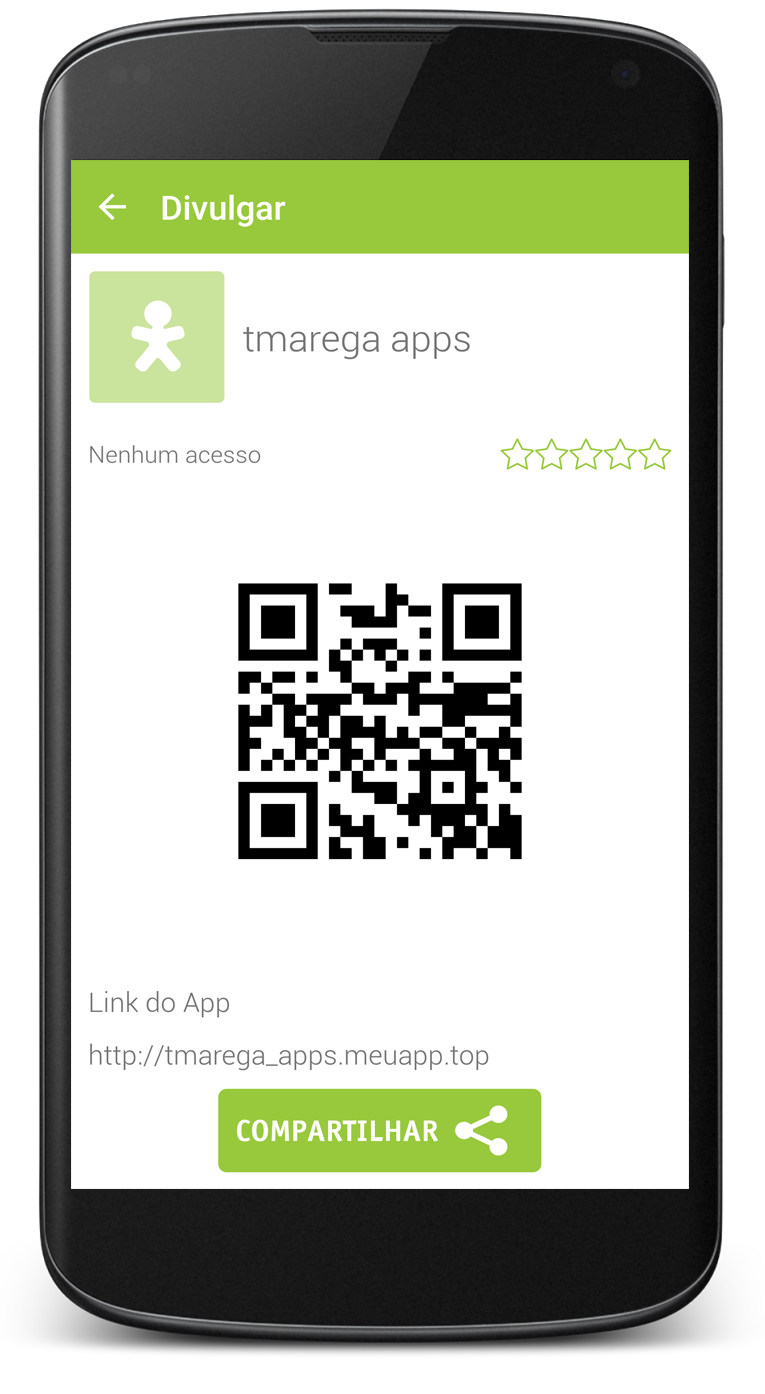 Divulgar
tmarega apps
Nenhum acesso
Link do App
http://tmarega_apps.meuapp.top
COMPARTILHAR